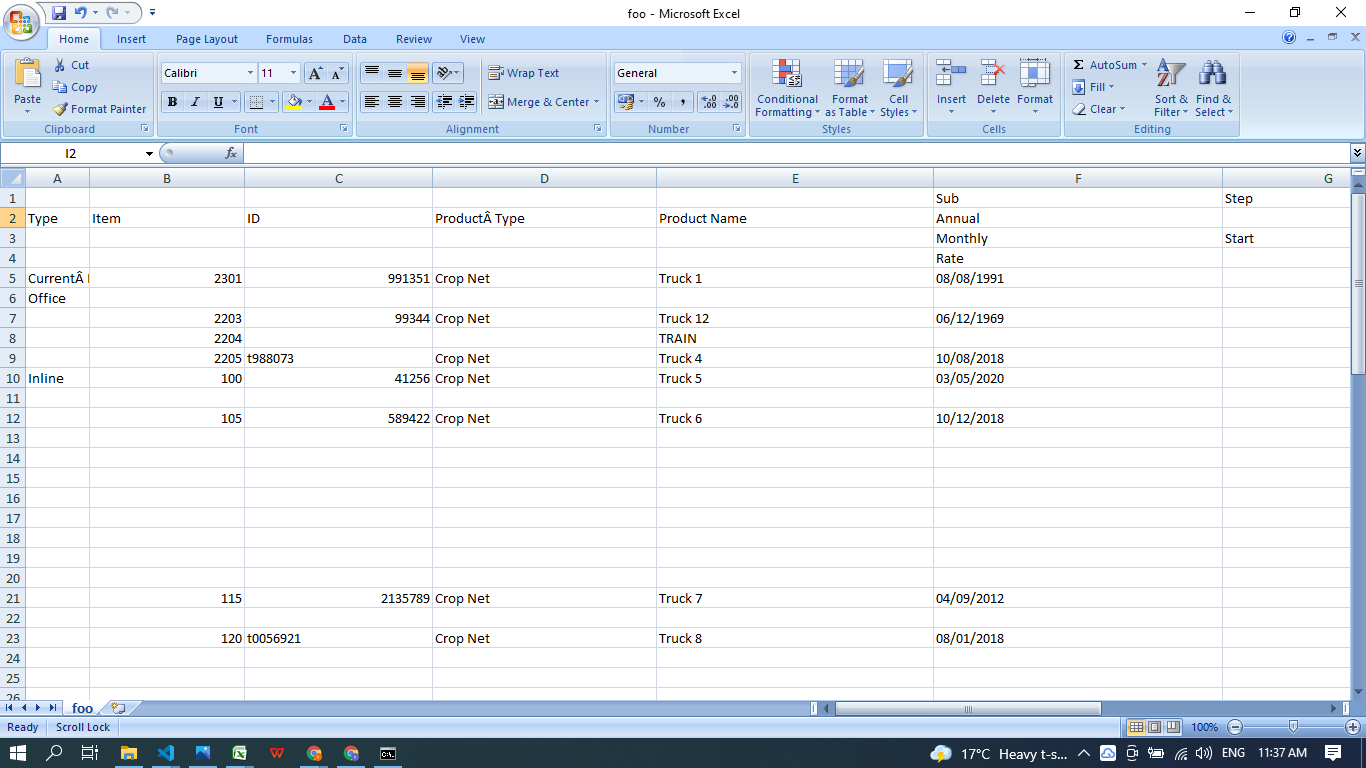 foo - Microsoft Excel
Home Insert Page Layout Formulas Data Review View
Paste Cut Copy Format Painter Clipboard
Calibri 11 A A B I U A Font
Wrap Text Merge & Center Alignment
General % , .00 Number
Conditional Formatting Format as Table Cell Styles Styles
Insert Delete Format Cells
Σ AutoSum Fill Clear Sort & Filter Find & Select Editing
I2 fx
A B C D E F G
1 Sub Step
2 Type Item ID ProductÂ Type Product Name Annual
3 Monthly Start
4 Rate
5 CurrentÂ 2301 991351 Crop Net Truck 1 08/08/1991
6 Office
7 2203 99344 Crop Net Truck 12 06/12/1969
8 2204 TRAIN
9 2205 t988073 Crop Net Truck 4 10/08/2018
10 Inline 100 41256 Crop Net Truck 5 03/05/2020
11
12 105 589422 Crop Net Truck 6 10/12/2018
13
14
15
16
17
18
19
20
21 115 2135789 Crop Net Truck 7 04/09/2012
22
23 120 t0056921 Crop Net Truck 8 08/01/2018
24
25
26
foo
Ready Scroll Lock 100%
17°C Heavy t-s... ENG 11:37 AM